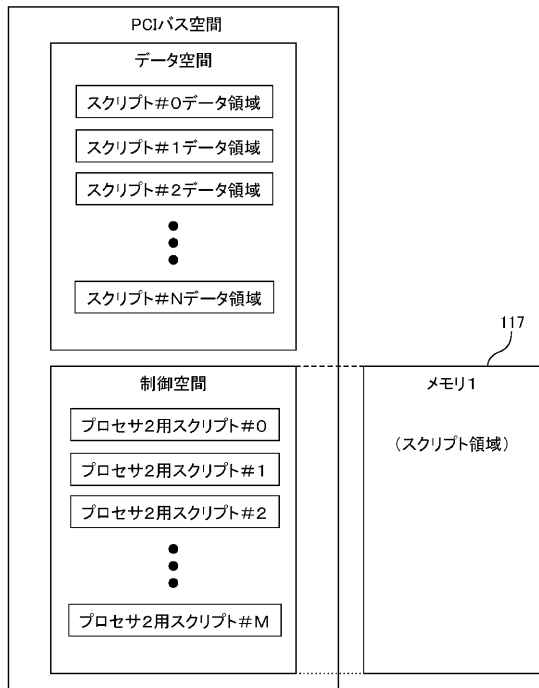 PCIバス空間
データ空間
スクリプト#0データ領域
スクリプト#1データ領域
スクリプト#2データ領域
スクリプト#Nデータ領域
117
制御空間
メモリ1
プロセサ2用スクリプト#0
(スクリプト領域)
プロセサ2用スクリプト#1
プロセサ2用スクリプト#2
プロセサ2用スクリプト#M